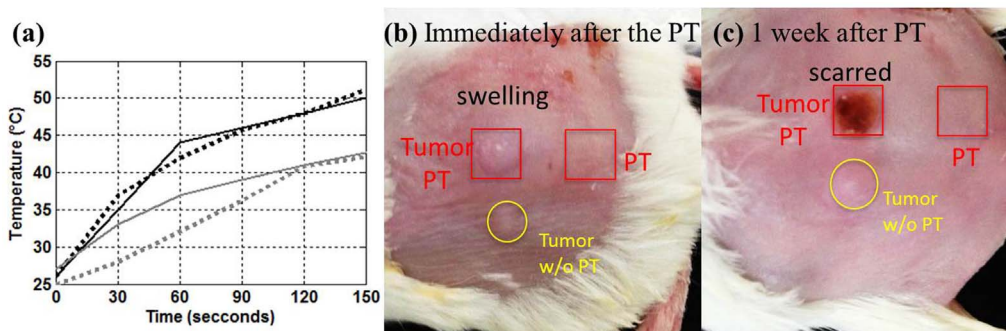 (a)
55
50
45
40
35
30
25
0 30 60 90 120 150
Temperature (°C)
Time (secconds)
(b) Immediately after the PT
swelling
Tumor
PT
PT
Tumor
w/o PT
(c) 1 week after PT
scarred
Tumor
PT
PT
Tumor
w/o PT